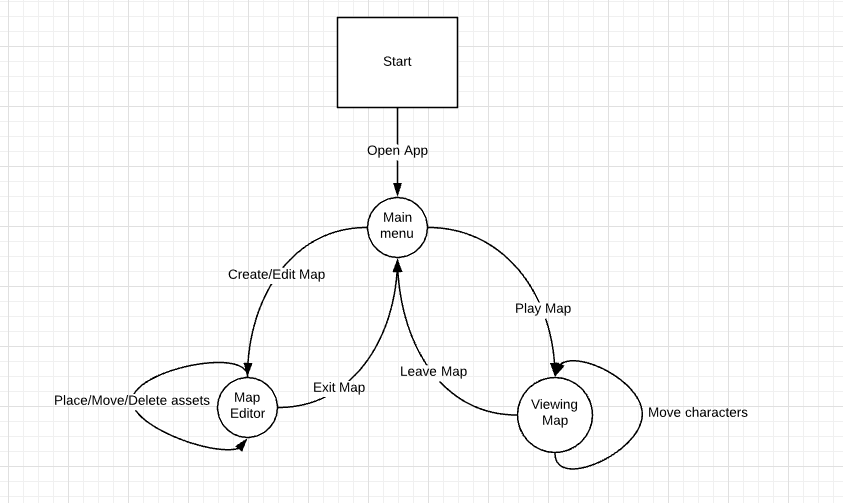 Start
Open App
Main
menu
Create/Edit Map
Play Map
Leave Map
Exit Map
Place/Move/Delete assets
Map
Editor
Viewing
Map
Move characters